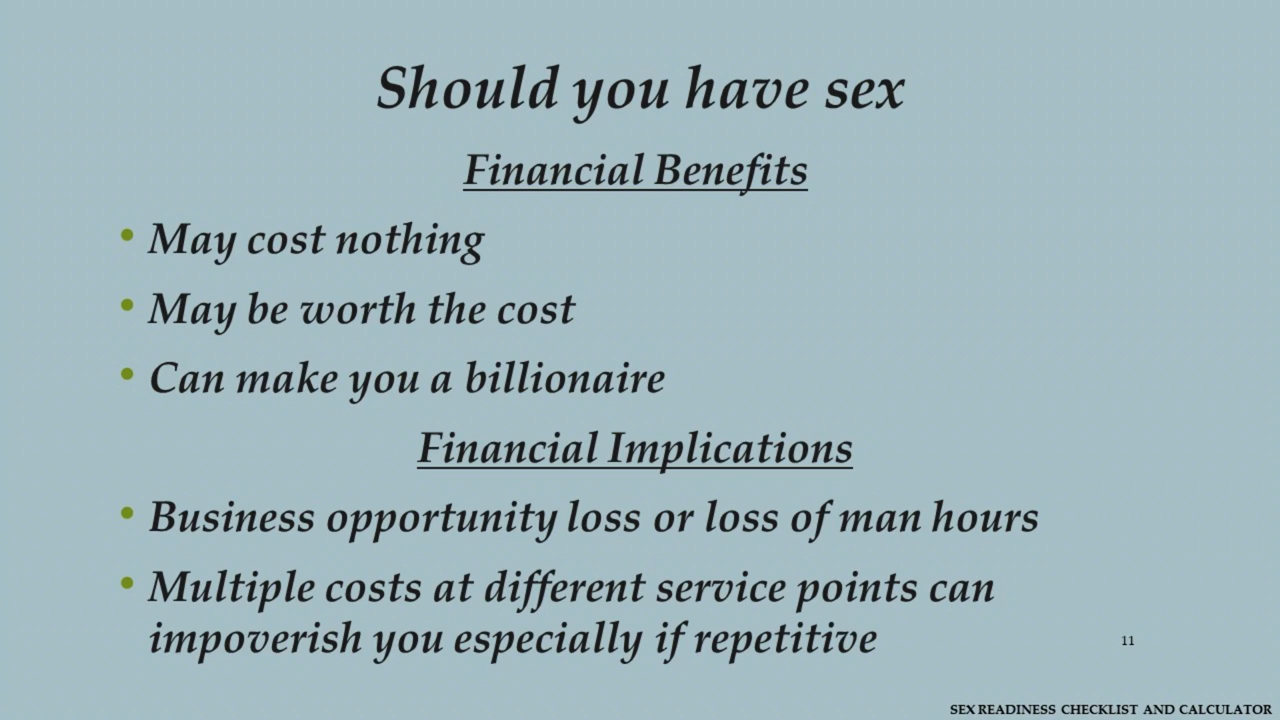 Should you have sex
Financial Benefits
• May cost nothing
• May be worth the cost
• Can make you a billionaire
Financial Implications
• Business opportunity loss or loss of man hours
• Multiple costs at different service points can
impoverish you especially if repetitive
11
SEX READINESS CHECKLIST AND CALCULATOR